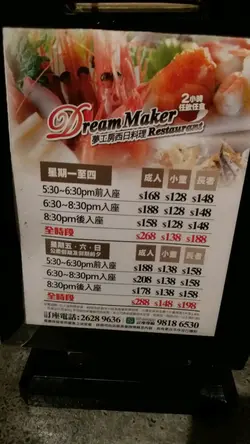 2小時
任飲任食
Dream Maker
夢工房西日料理 Restaurant
星期一至四 成人 小童 長者
5:30~6:30pm前入座 $168 $128 $148
6:30~8:30pm入座 $188 $128 $148
8:30pm後入座 $158 $128 $148
全時段 $268 $138 $188
星期五、六、日
成人 小童 長者
5:30~6:30pm前入座 $188 $138 $158
6:30~8:30pm入座 $208 $138 $158
8:30pm後入座 $178 $138 $158
全時段 $288 $148 $198
訂座電話: 2628 9636 9818 6530